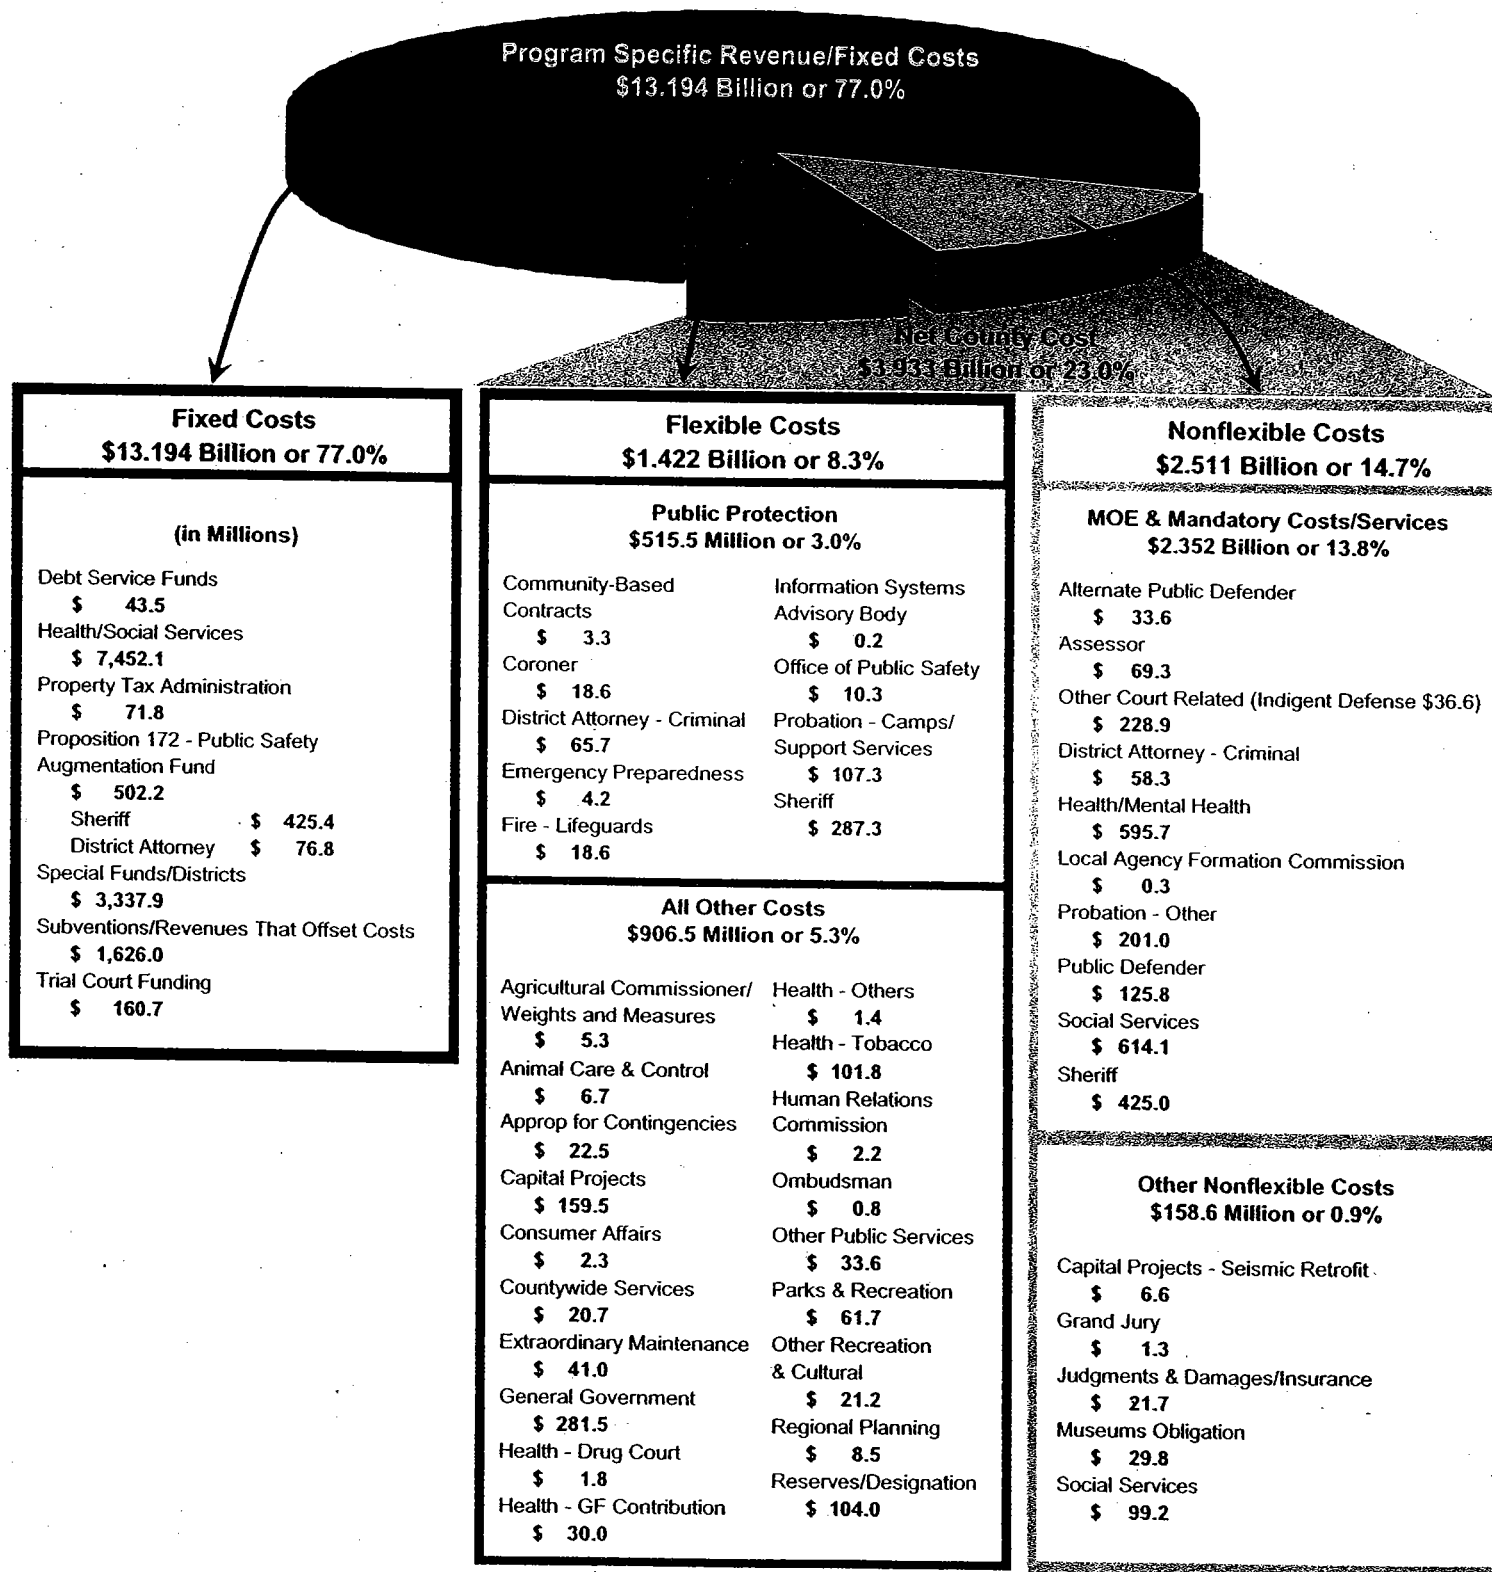 Program Specific Revenue/Fixed Costs
$13.194 Billion or 77.0%
Net County Cost
$3.933 Billion or 23.0%
Fixed Costs
$13.194 Billion or 77.0%
(in Millions)
Debt Service Funds
$ 43.5
Health/Social Services
$ 7,452.1
Property Tax Administration
$ 71.8
Proposition 172 - Public Safety
Augmentation Fund
$ 502.2
Sheriff $ 425.4
District Attorney $ 76.8
Special Funds/Districts
$ 3,337.9
Subventions/Revenues That Offset Costs
$ 1,626.0
Trial Court Funding
$ 160.7
Flexible Costs
$1.422 Billion or 8.3%
Public Protection
$515.5 Million or 3.0%
Community-Based
Contracts
$ 3.3
Coroner
$ 18.6
District Attorney - Criminal
$ 65.7
Emergency Preparedness
$ 4.2
Fire - Lifeguards
$ 18.6
Information Systems
Advisory Body
$ 0.2
Office of Public Safety
$ 10.3
Probation - Camps/
Support Services
$ 107.3
Sheriff
$ 287.3
All Other Costs
$906.5 Million or 5.3%
Agricultural Commissioner/
Weights and Measures
$ 5.3
Animal Care & Control
$ 6.7
Approp for Contingencies
$ 22.5
Capital Projects
$ 159.5
Consumer Affairs
$ 2.3
Countywide Services
$ 20.7
Extraordinary Maintenance
$ 41.0
General Government
$ 281.5
Health - Drug Court
$ 1.8
Health - GF Contribution
$ 30.0
Health - Others
$ 1.4
Health - Tobacco
$ 101.8
Human Relations
Commission
$ 2.2
Ombudsman
$ 0.8
Other Public Services
$ 33.6
Parks & Recreation
$ 61.7
Other Recreation
& Cultural
$ 21.2
Regional Planning
$ 8.5
Reserves/Designation
$ 104.0
Nonflexible Costs
$2.511 Billion or 14.7%
MOE & Mandatory Costs/Services
$2.352 Billion or 13.8%
Alternate Public Defender
$ 33.6
Assessor
$ 69.3
Other Court Related (Indigent Defense $36.6)
$ 228.9
District Attorney - Criminal
$ 58.3
Health/Mental Health
$ 595.7
Local Agency Formation Commission
$ 0.3
Probation - Other
$ 201.0
Public Defender
$ 125.8
Social Services
$ 614.1
Sheriff
$ 425.0
Other Nonflexible Costs
$158.6 Million or 0.9%
Capital Projects - Seismic Retrofit
$ 6.6
Grand Jury
$ 1.3
Judgments & Damages/Insurance
$ 21.7
Museums Obligation
$ 29.8
Social Services
$ 99.2